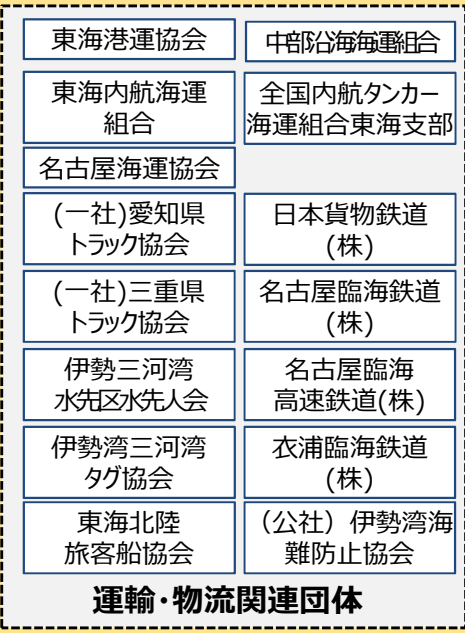 東海港運協会
中部沿海海運組合
東海内航海運
組合
全国内航タンカー
海運組合東海支部
名古屋海運協会
(一社)愛知県
トラック協会
日本貨物鉄道
(株)
(一社)三重県
トラック協会
名古屋臨海鉄道
(株)
伊勢三河湾
水先区水先人会
名古屋臨海
高速鉄道(株)
伊勢湾三河湾
タグ協会
衣浦臨海鉄道
(株)
東海北陸
旅客船協会
（公社）伊勢湾海
難防止協会
運輸・物流関連団体